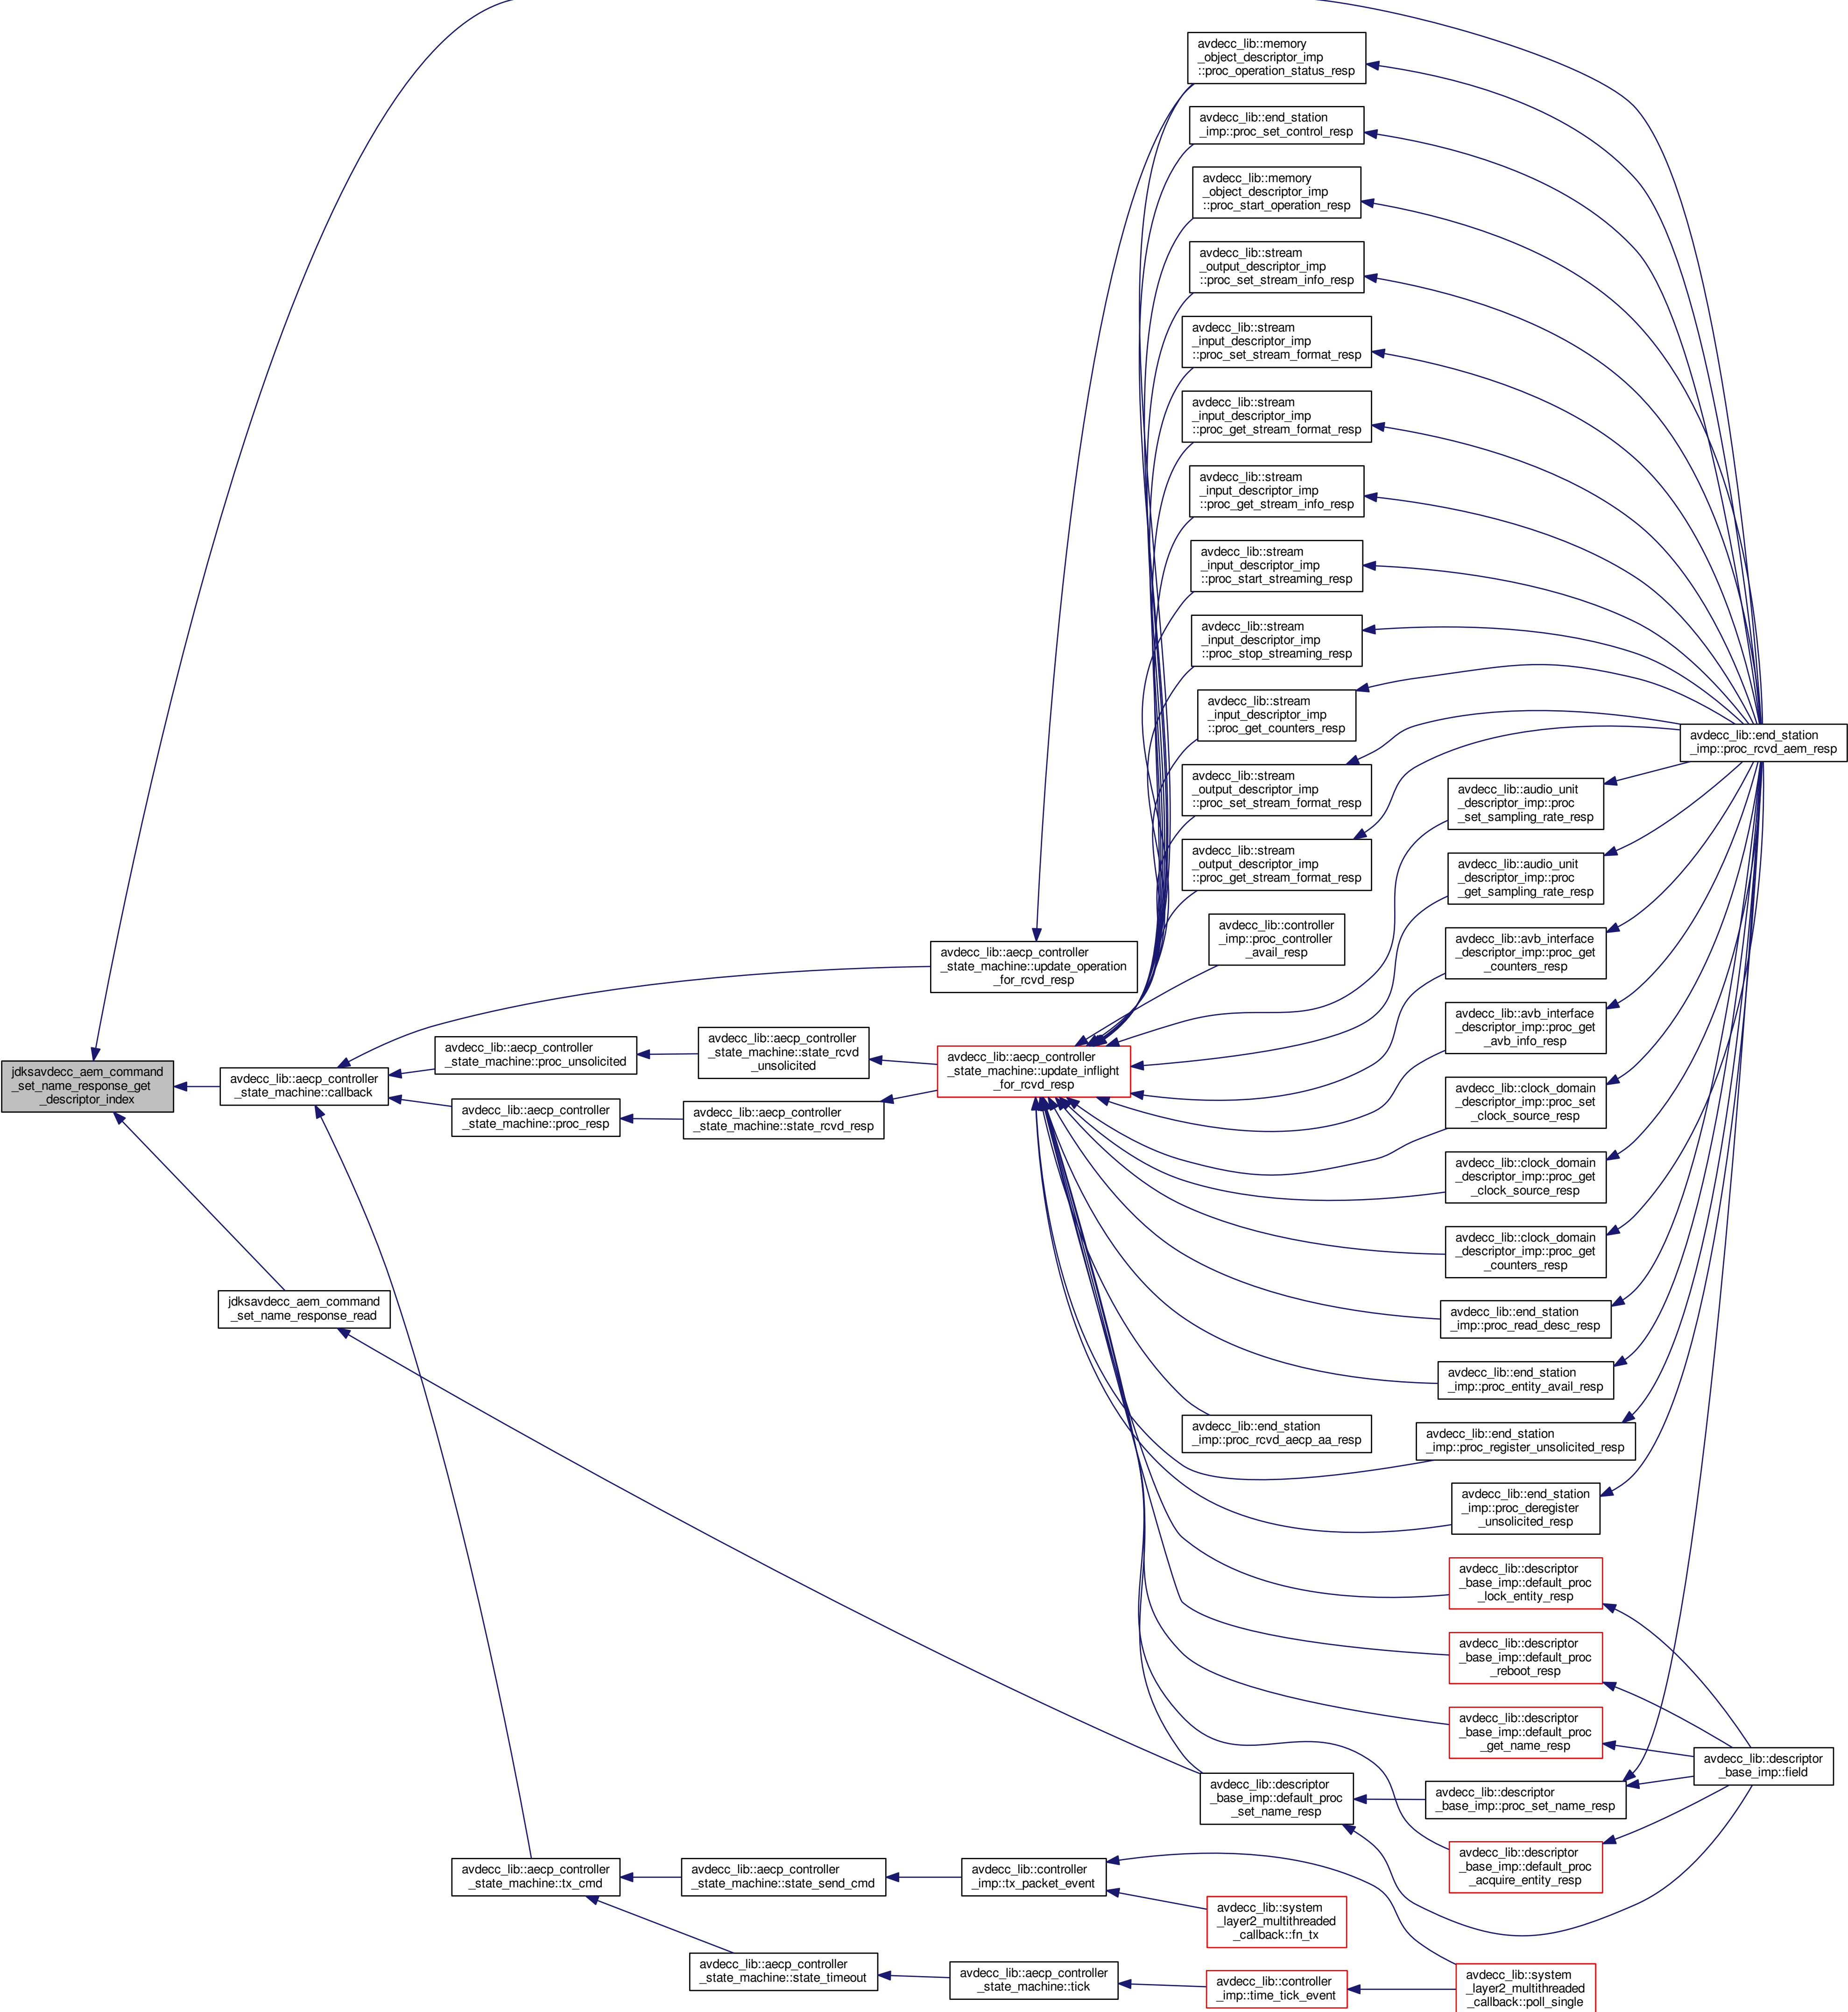 avdecc_lib::memory
_object_descriptor_imp
::proc_operation_status_resp
avdecc_lib::end_station
_imp::proc_set_control_resp
avdecc_lib::memory
_object_descriptor_imp
::proc_start_operation_resp
avdecc_lib::stream
_output_descriptor_imp
::proc_set_stream_info_resp
avdecc_lib::stream
_input_descriptor_imp
::proc_set_stream_format_resp
avdecc_lib::stream
_input_descriptor_imp
::proc_get_stream_format_resp
avdecc_lib::stream
_input_descriptor_imp
::proc_get_stream_info_resp
avdecc_lib::stream
_input_descriptor_imp
::proc_start_streaming_resp
avdecc_lib::stream
_input_descriptor_imp
::proc_stop_streaming_resp
avdecc_lib::stream
_input_descriptor_imp
::proc_get_counters_resp
avdecc_lib::end_station
_imp::proc_rcvd_aem_resp
avdecc_lib::stream
_output_descriptor_imp
::proc_set_stream_format_resp
avdecc_lib::audio_unit
_descriptor_imp::proc
_set_sampling_rate_resp
avdecc_lib::stream
_output_descriptor_imp
::proc_get_stream_format_resp
avdecc_lib::audio_unit
_descriptor_imp::proc
_get_sampling_rate_resp
avdecc_lib::controller
_imp::proc_controller
_avail_resp
avdecc_lib::avb_interface
_descriptor_imp::proc_get
_counters_resp
avdecc_lib::aecp_controller
_state_machine::update_operation
_for_rcvd_resp
avdecc_lib::avb_interface
_descriptor_imp::proc_get
_avb_info_resp
avdecc_lib::aecp_controller
_state_machine::proc_unsolicited
avdecc_lib::aecp_controller
_state_machine::state_rcvd
_unsolicited
avdecc_lib::aecp_controller
_state_machine::update_inflight
_for_rcvd_resp
jdksavdecc_aem_command
_set_name_response_get
_descriptor_index
avdecc_lib::aecp_controller
_state_machine::callback
avdecc_lib::aecp_controller
_state_machine::proc_resp
avdecc_lib::aecp_controller
_state_machine::state_rcvd_resp
avdecc_lib::clock_domain
_descriptor_imp::proc_set
_clock_source_resp
avdecc_lib::clock_domain
_descriptor_imp::proc_get
_clock_source_resp
avdecc_lib::clock_domain
_descriptor_imp::proc_get
_counters_resp
jdksavdecc_aem_command
_set_name_response_read
avdecc_lib::end_station
_imp::proc_read_desc_resp
avdecc_lib::end_station
_imp::proc_entity_avail_resp
avdecc_lib::end_station
_imp::proc_rcvd_aecp_aa_resp
avdecc_lib::end_station
_imp::proc_register_unsolicited_resp
avdecc_lib::end_station
_imp::proc_deregister
_unsolicited_resp
avdecc_lib::descriptor
_base_imp::default_proc
_lock_entity_resp
avdecc_lib::descriptor
_base_imp::default_proc
_reboot_resp
avdecc_lib::descriptor
_base_imp::default_proc
_get_name_resp
avdecc_lib::descriptor
_base_imp::field
avdecc_lib::descriptor
_base_imp::default_proc
_set_name_resp
avdecc_lib::descriptor
_base_imp::proc_set_name_resp
avdecc_lib::descriptor
_base_imp::default_proc
_acquire_entity_resp
avdecc_lib::aecp_controller
_state_machine::tx_cmd
avdecc_lib::aecp_controller
_state_machine::state_send_cmd
avdecc_lib::controller
_imp::tx_packet_event
avdecc_lib::system
_layer2_multithreaded
_callback::fn_tx
avdecc_lib::aecp_controller
_state_machine::state_timeout
avdecc_lib::aecp_controller
_state_machine::tick
avdecc_lib::controller
_imp::time_tick_event
avdecc_lib::system
_layer2_multithreaded
_callback::poll_single